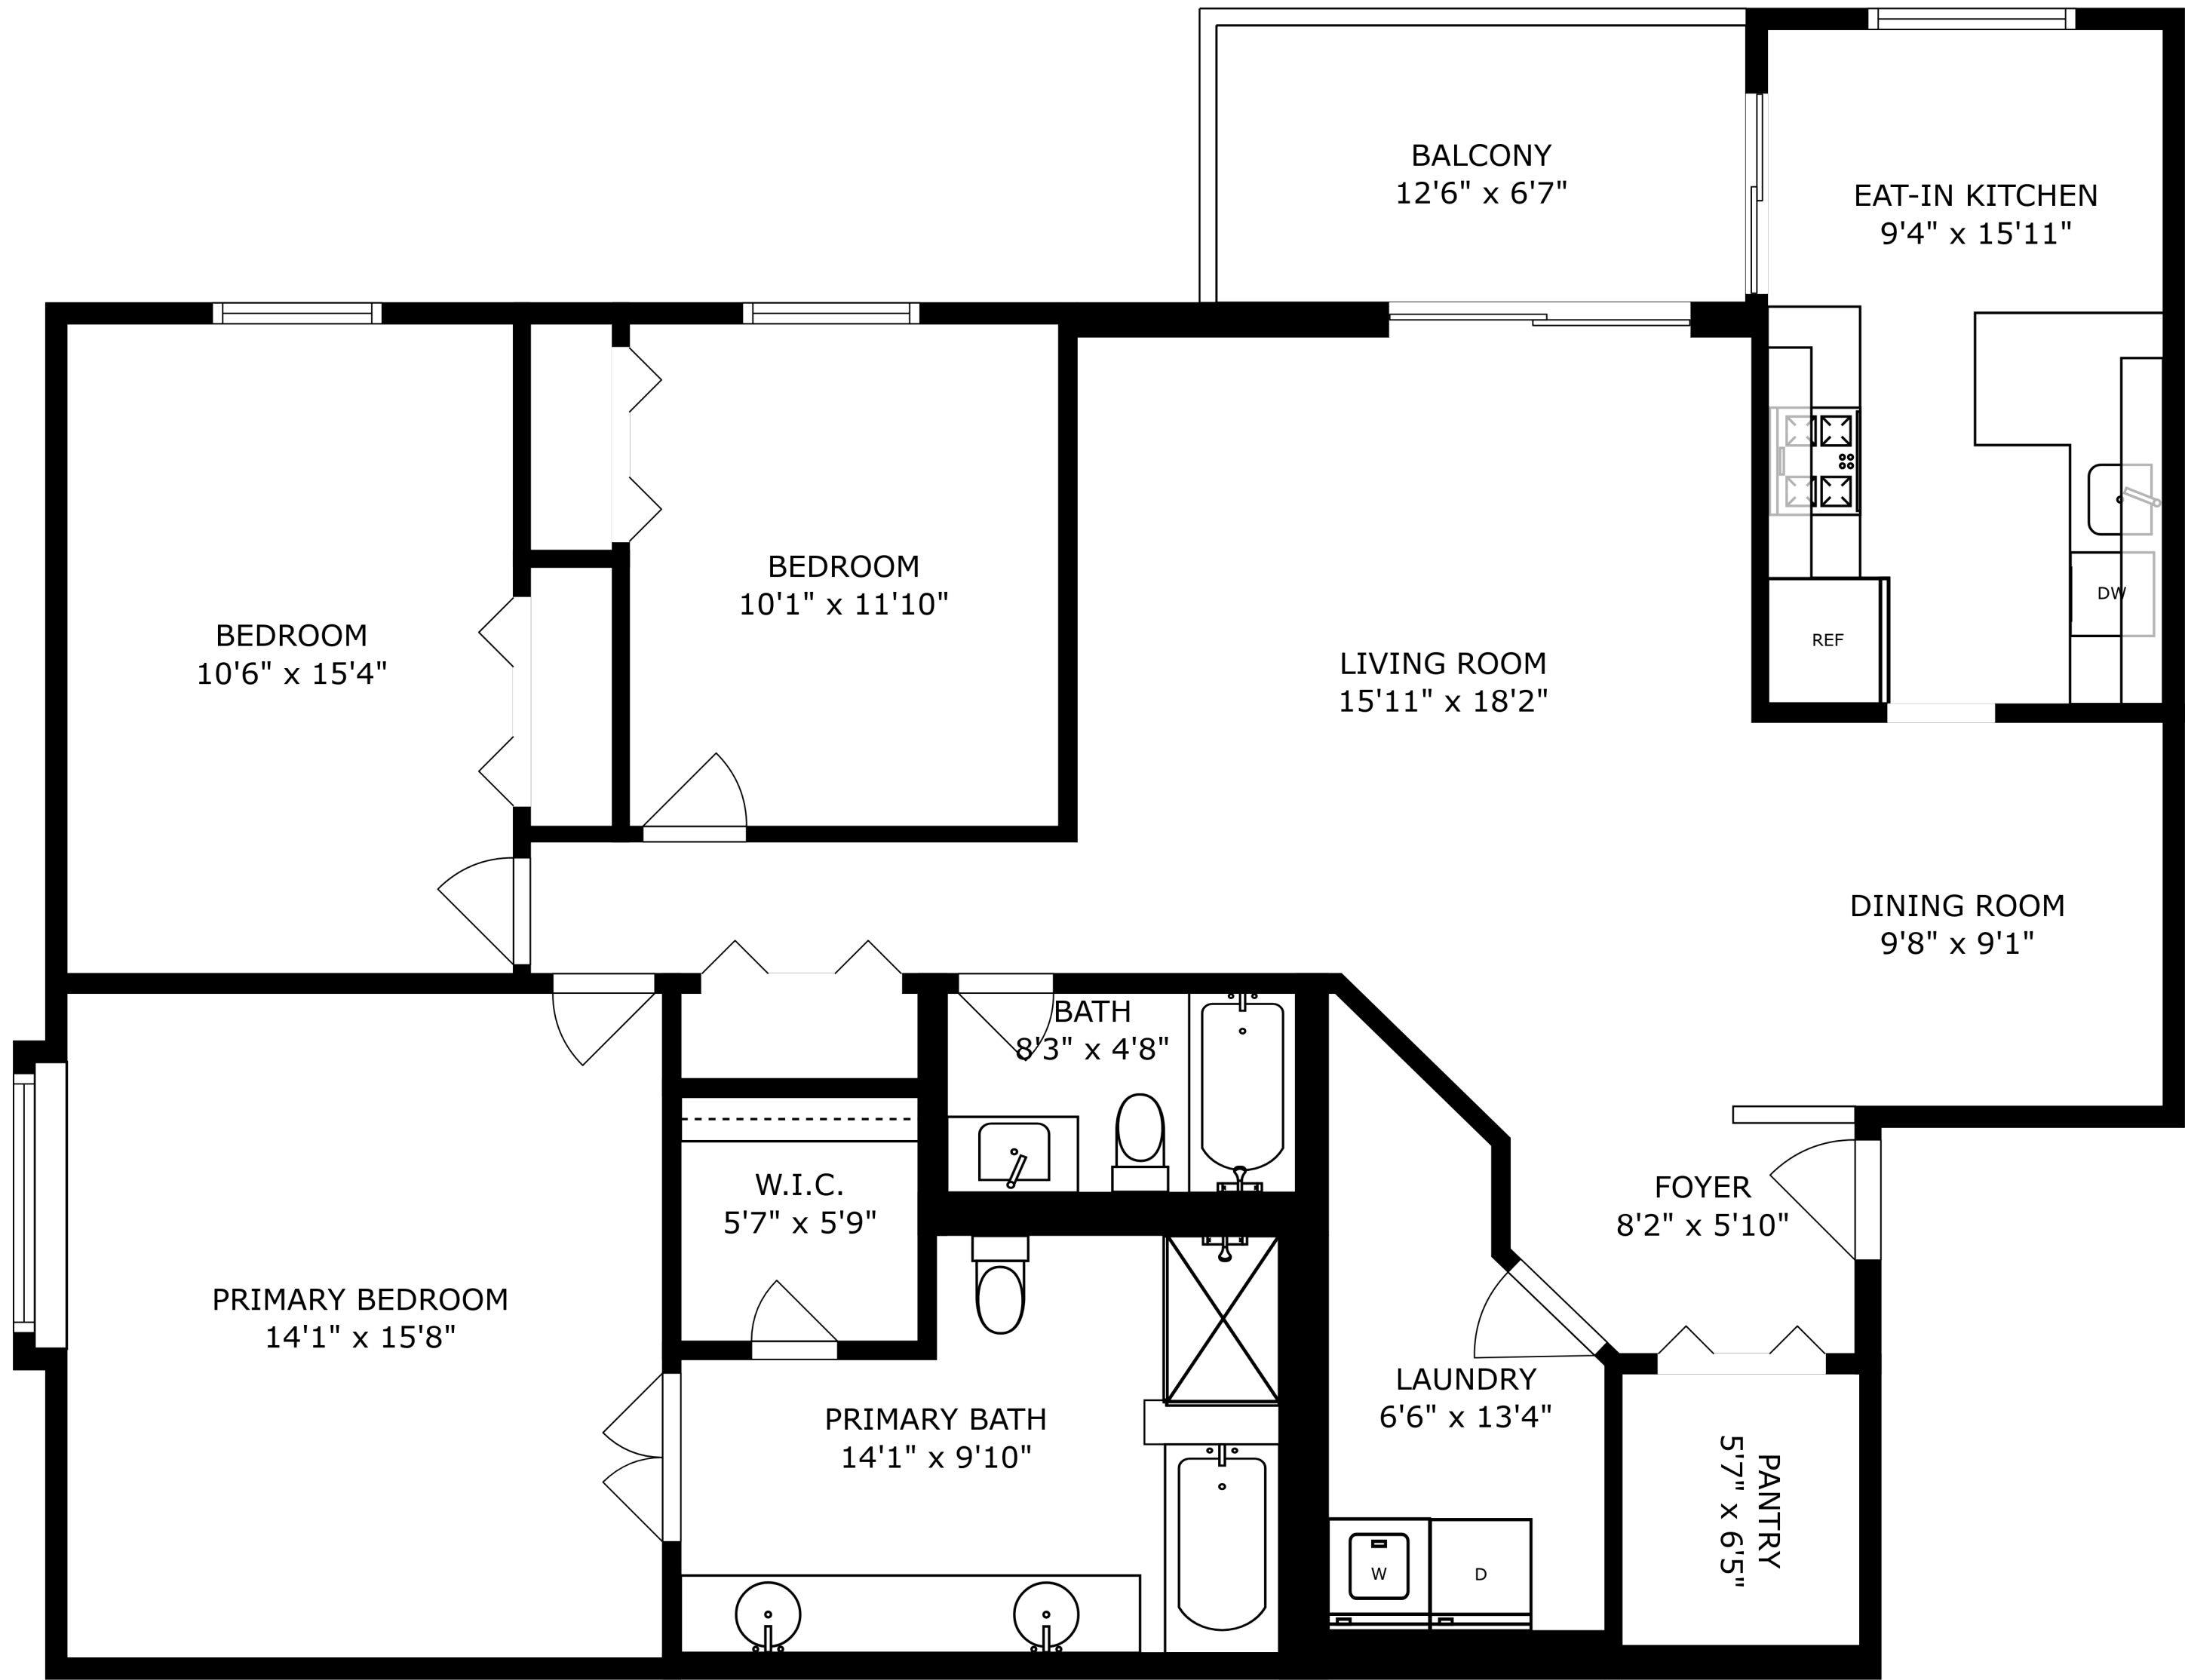 BALCONY
12'6" x 6'7"
EAT-IN KITCHEN
9'4" x 15'11"
BEDROOM
10'1" x 11'10"
BEDROOM
10'6" x 15'4"
LIVING ROOM
15'11" x 18'2"
DW
REF
DINING ROOM
9'8" x 9'1"
BATH
8'3" x 4'8"
W.I.C.
5'7" x 5'9"
FOYER
8'2" x 5'10"
PRIMARY BEDROOM
14'1" x 15'8"
PRIMARY BATH
14'1" x 9'10"
LAUNDRY
6'6" x 13'4"
PANTRY
5'7" x 6'5"
W
D